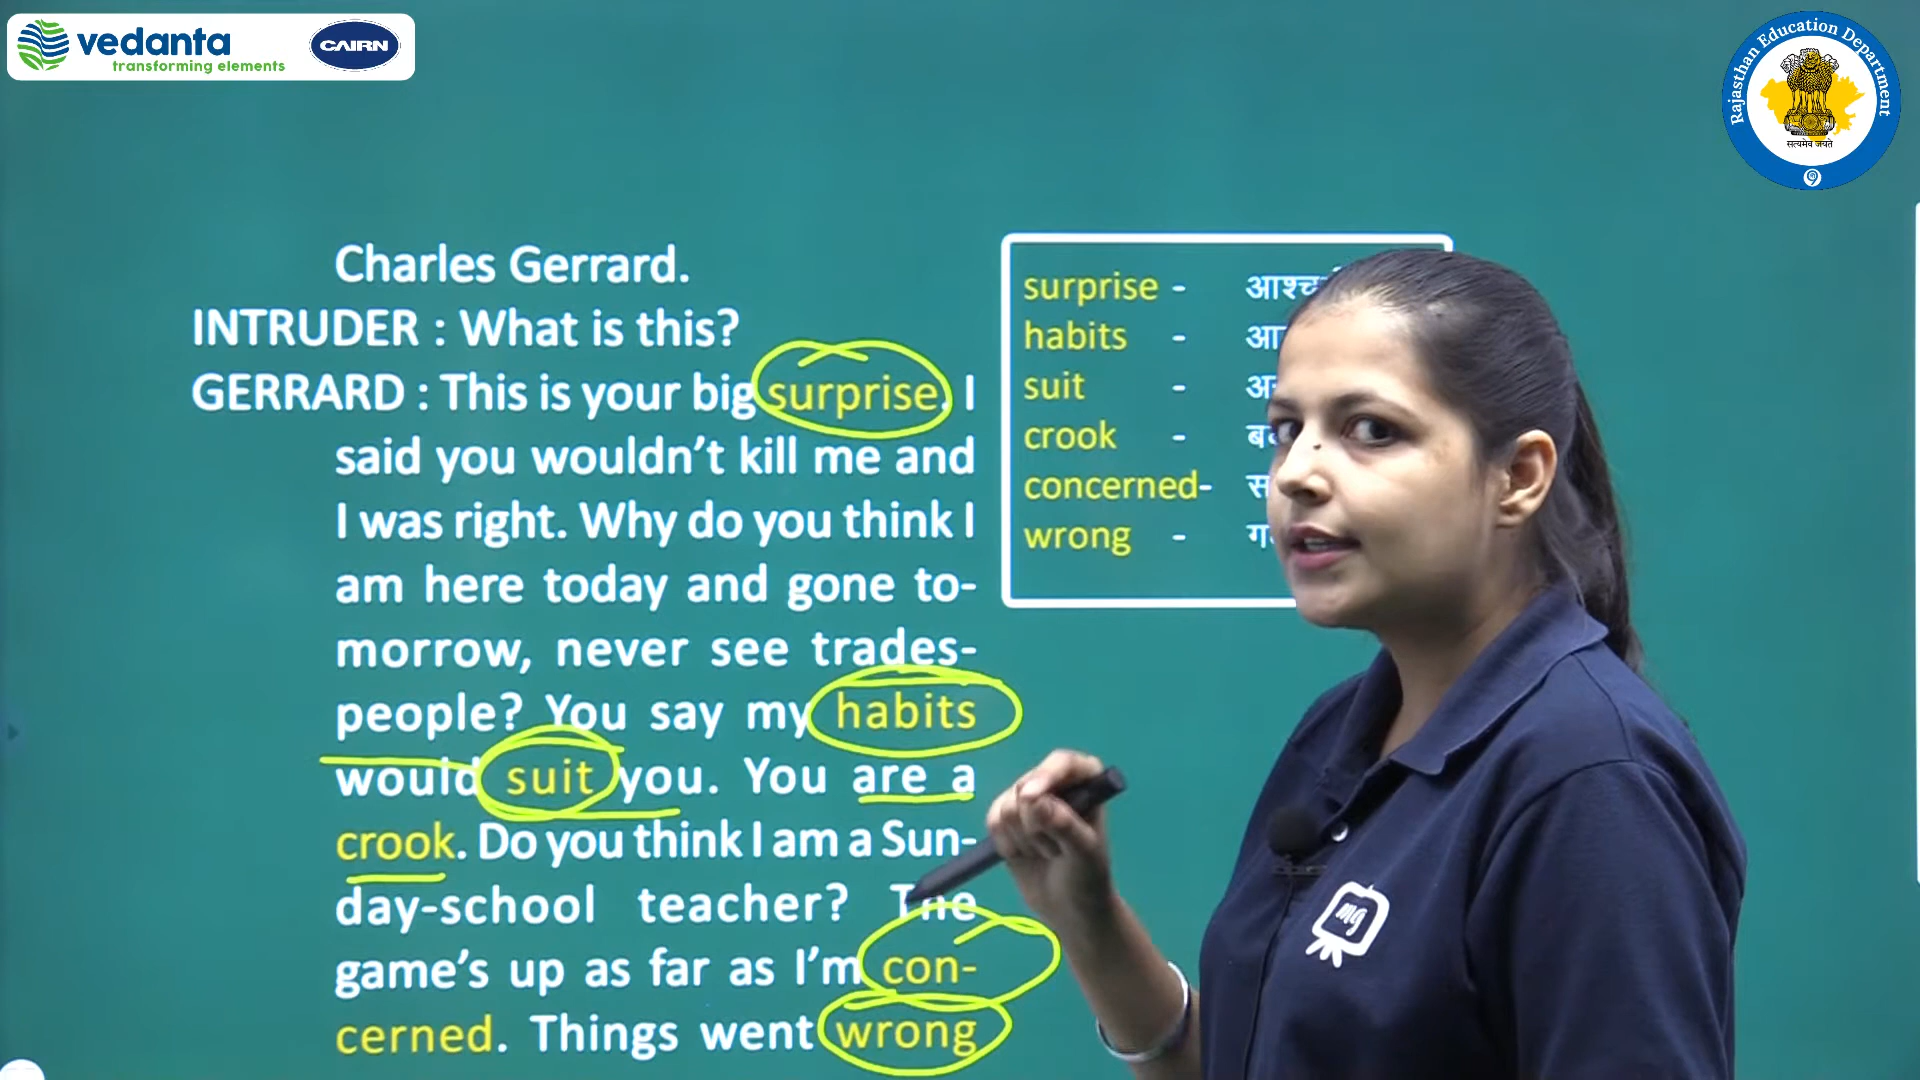 vedanta
transforming elements
CAIRN
Rajasthan Education Department
सत्यमेव जयते
Charles Gerrard.
INTRUDER : What is this?
GERRARD : This is your big surprise. I
said you wouldn't kill me and
I was right. Why do you think I
am here today and gone to-
morrow, never see trades-
people? You say my habits
would suit you. You are a
crook. Do you think I am a Sun-
day-school teacher? The
game's up as far as I'm con-
cerned. Things went wrong
surprise -
habits -
suit -
crook -
concerned-
wrong -
mg